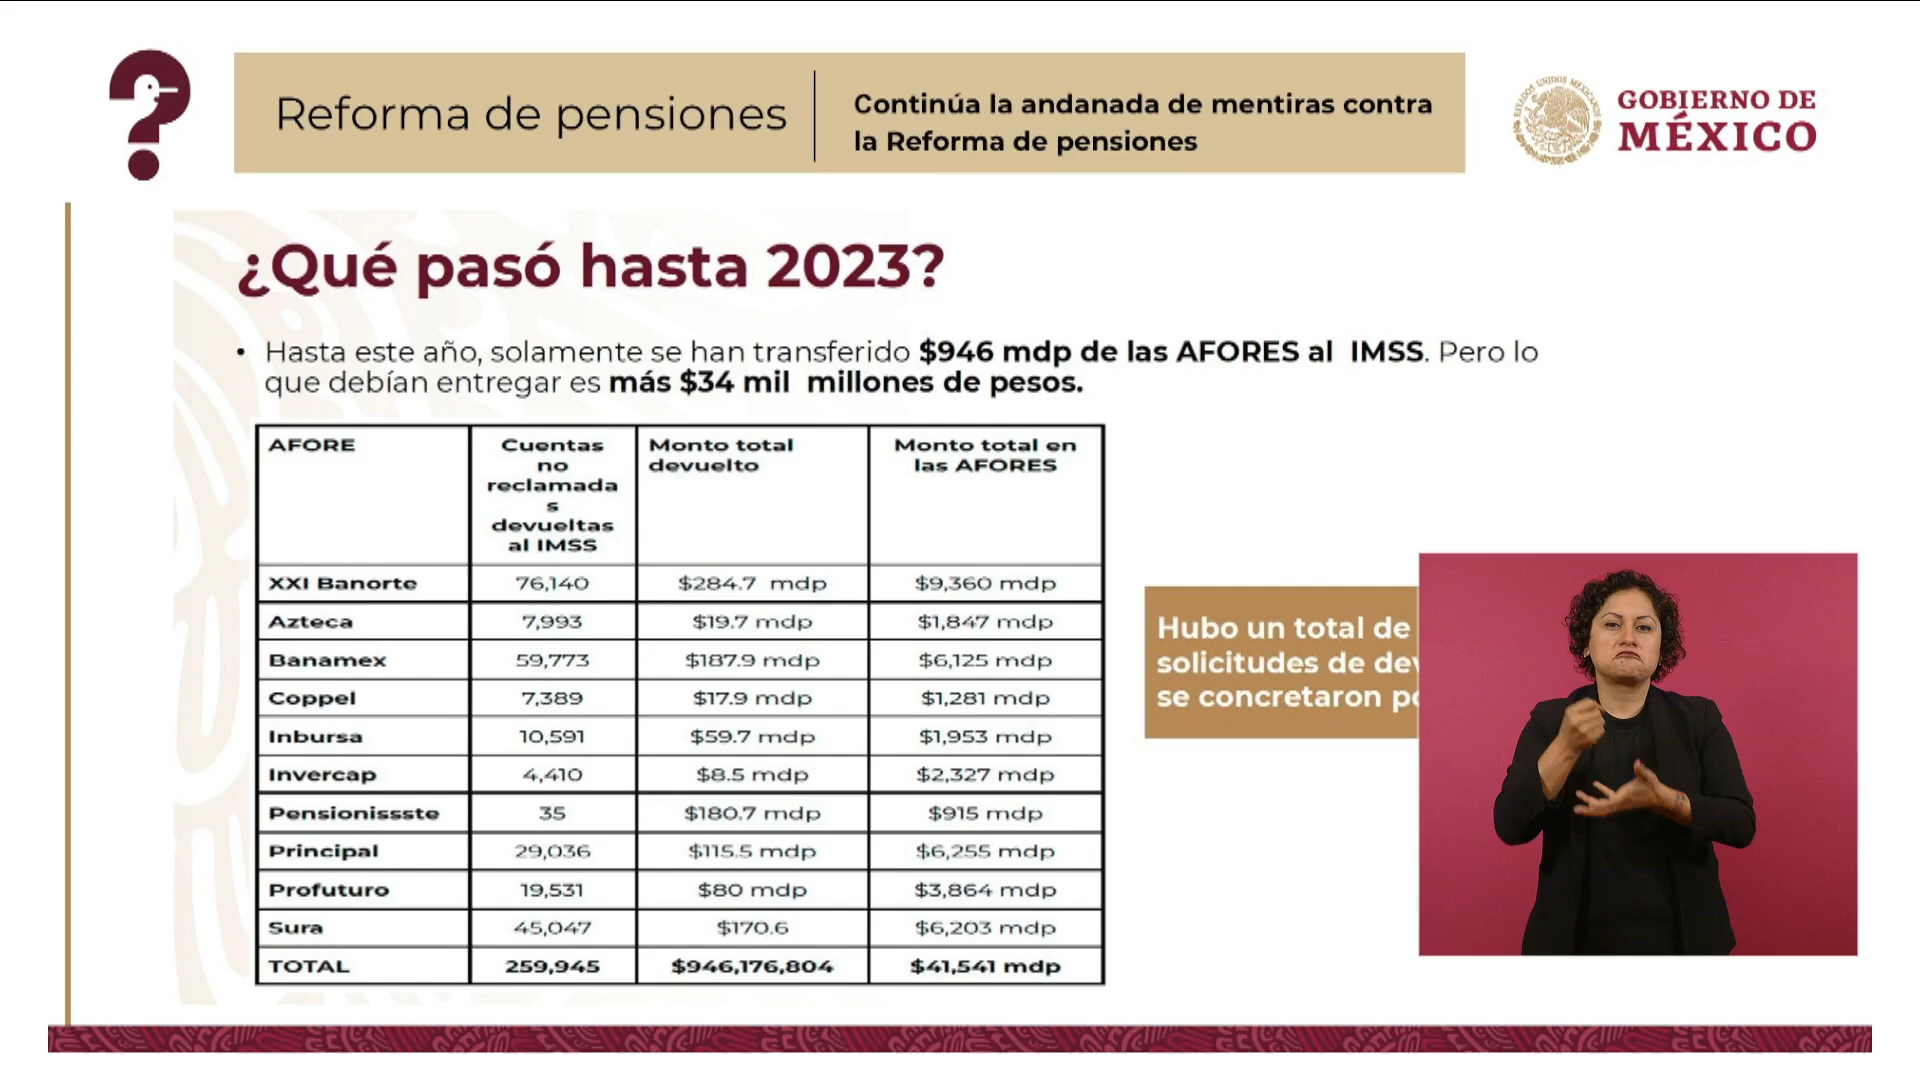 Reforma de pensiones
Continúa la andanada de mentiras contra
la Reforma de pensiones
ESTADOS UNIDOS MEXICANOS
GOBIERNO DE
MÉXICO
¿Qué pasó hasta 2023?
• Hasta este año, solamente se han transferido $946 mdp de las AFORES al IMSS. Pero lo
que debían entregar es más $34 mil millones de pesos.
AFORE
Cuentas
no
reclamada
s
devueltas
al IMSS
Monto total
devuelto
Monto total en
las AFORES
XXI Banorte 76,140 $284.7 mdp $9,360 mdp
Azteca 7,993 $19.7 mdp $1,847 mdp
Banamex 59,773 $187.9 mdp $6,125 mdp
Coppel 7,389 $17.9 mdp $1,281 mdp
Inbursa 10,591 $59.7 mdp $1,953 mdp
Invercap 4,410 $8.5 mdp $2,327 mdp
Pensionissste 35 $180.7 mdp $915 mdp
Principal 29,036 $115.5 mdp $6,255 mdp
Profuturo 19,531 $80 mdp $3,864 mdp
Sura 45,047 $170.6 $6,203 mdp
TOTAL 259,945 $946,176,804 $41,541 mdp
Hubo un total de
solicitudes de
se concretaron